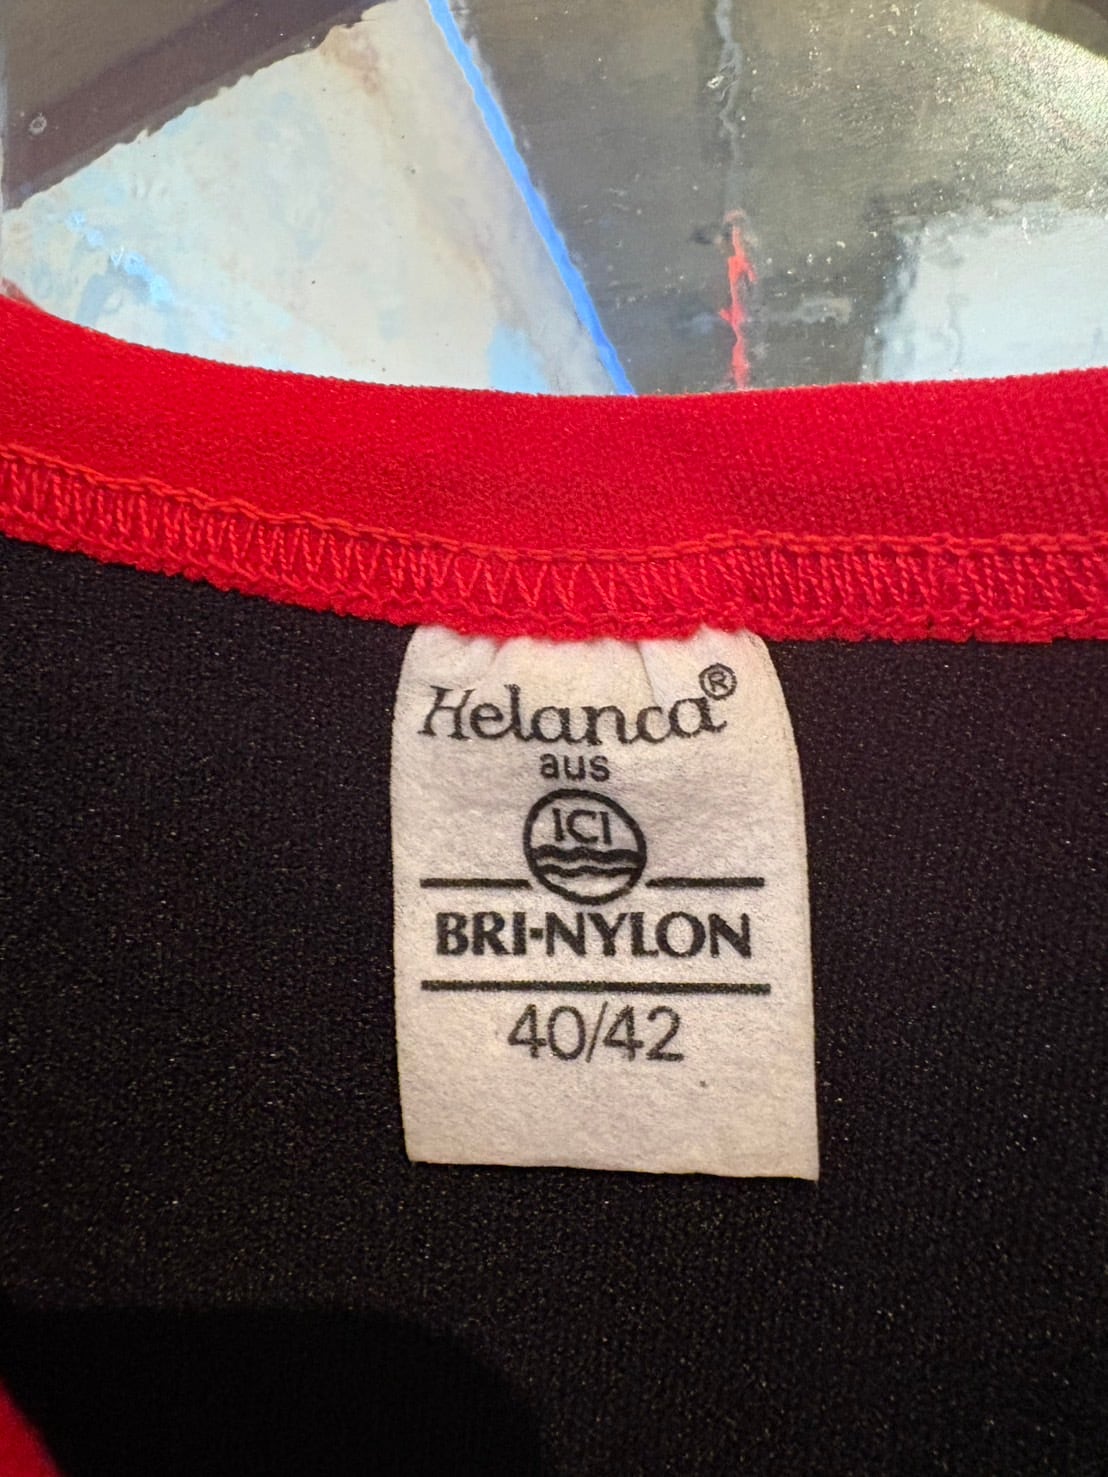 Helanca®
aus
ICI
BRI-NYLON
40/42